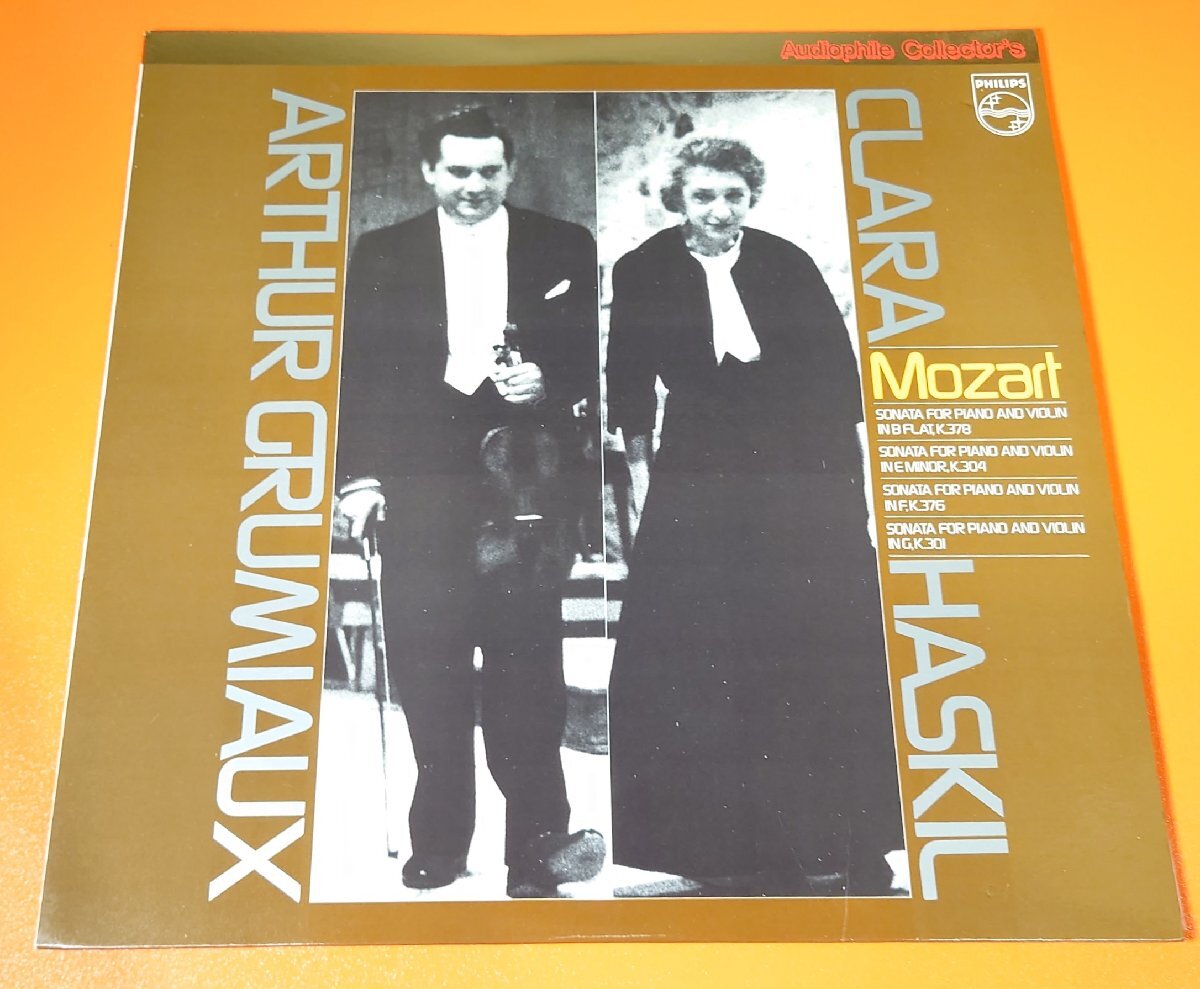 Audiophile Collector's
PHILIPS
ARTHUR GRUMIAUX
CLARA
Mozart
SONATA FOR PIANO AND VIOLIN
IN B FLAT, K.378
SONATA FOR PIANO AND VIOLIN
IN E MINOR, K.304
SONATA FOR PIANO AND VIOLIN
IN F, K.376
SONATA FOR PIANO AND VIOLIN
IN G, K.301
HASKIL